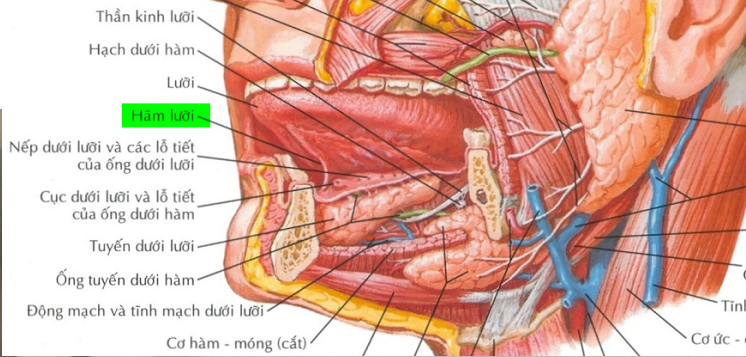 Thần kinh lưỡi
Hạch dưới hàm
Lưỡi
Hãm lưỡi
Nếp dưới lưỡi và các lỗ tiết
của ống dưới lưỡi
Cục dưới lưỡi và lỗ tiết
của ống dưới hàm
Tuyến dưới lưỡi
Ống tuyến dưới hàm
Động mạch và tĩnh mạch dưới lưỡi
Cơ hàm - móng (cắt)
Cơ ức -